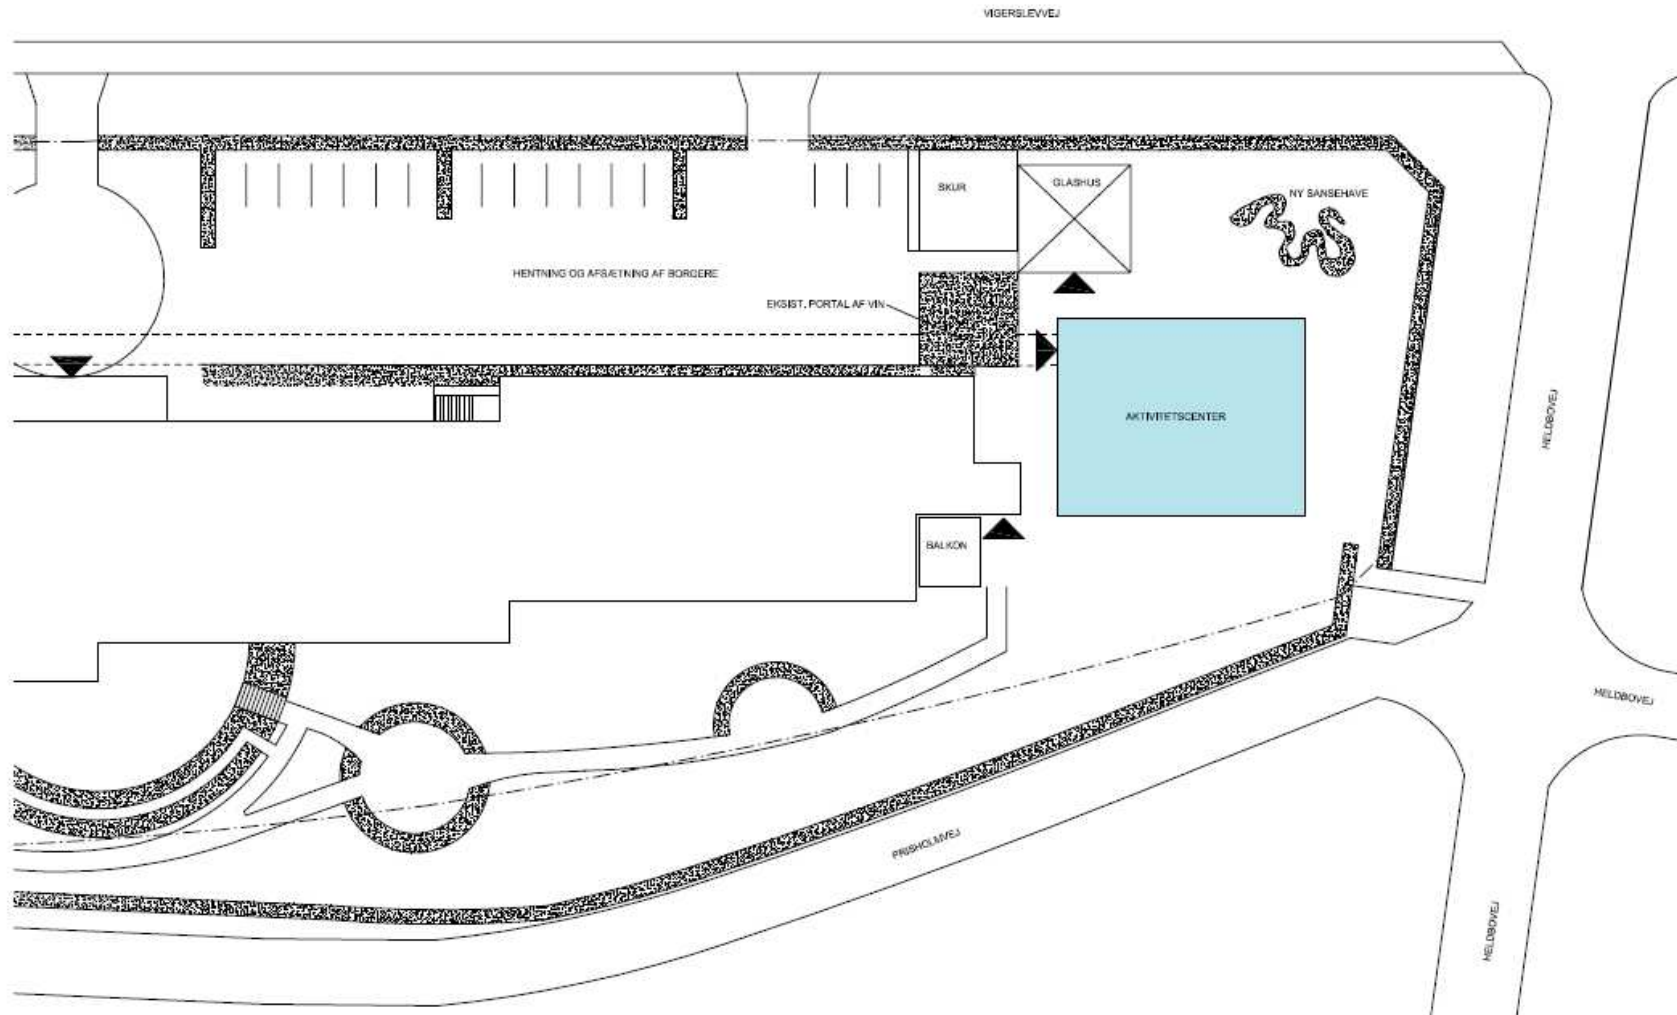 VIGERSLEVVEJ
SKUR
GLASHUS
NY SANSEHAVE
HENTNING OG AFSÆTNING AF BORGERE
EKSIST. PORTAL AF VIN
AKTIVITETSCENTER
HELDBOVEJ
BALKON
HELDBOVEJ
FRISHOLMVEJ
HELDBOVEJ